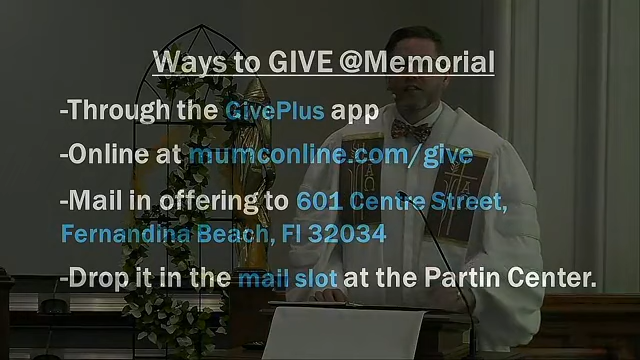 Ways to GIVE @Memorial
-Through the GivePlus app
-Online at mumconline.com/give
-Mail in offering to 601 Centre Street,
Fernandina Beach, Fl 32034
-Drop it in the mail slot at the Partin Center.